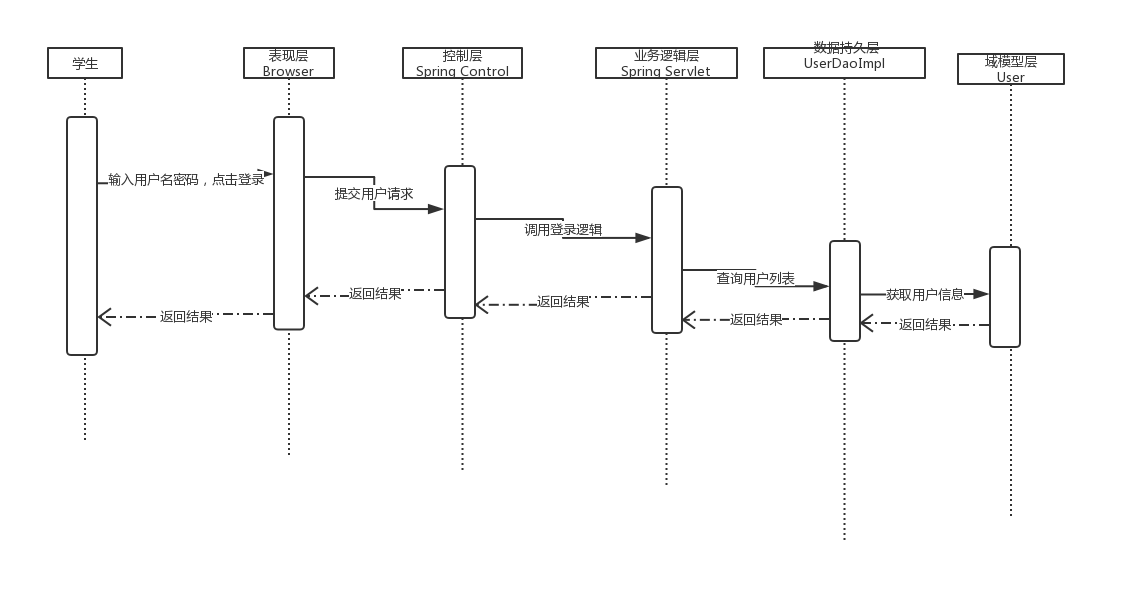 学生
表现层
Browser
控制层
Spring Control
业务逻辑层
Spring Servlet
数据持久层
UserDaoImpl
域模型层
User
输入用户名密码，点击登录
提交用户请求
调用登录逻辑
查询用户列表
获取用户信息
返回结果
返回结果
返回结果
返回结果
返回结果